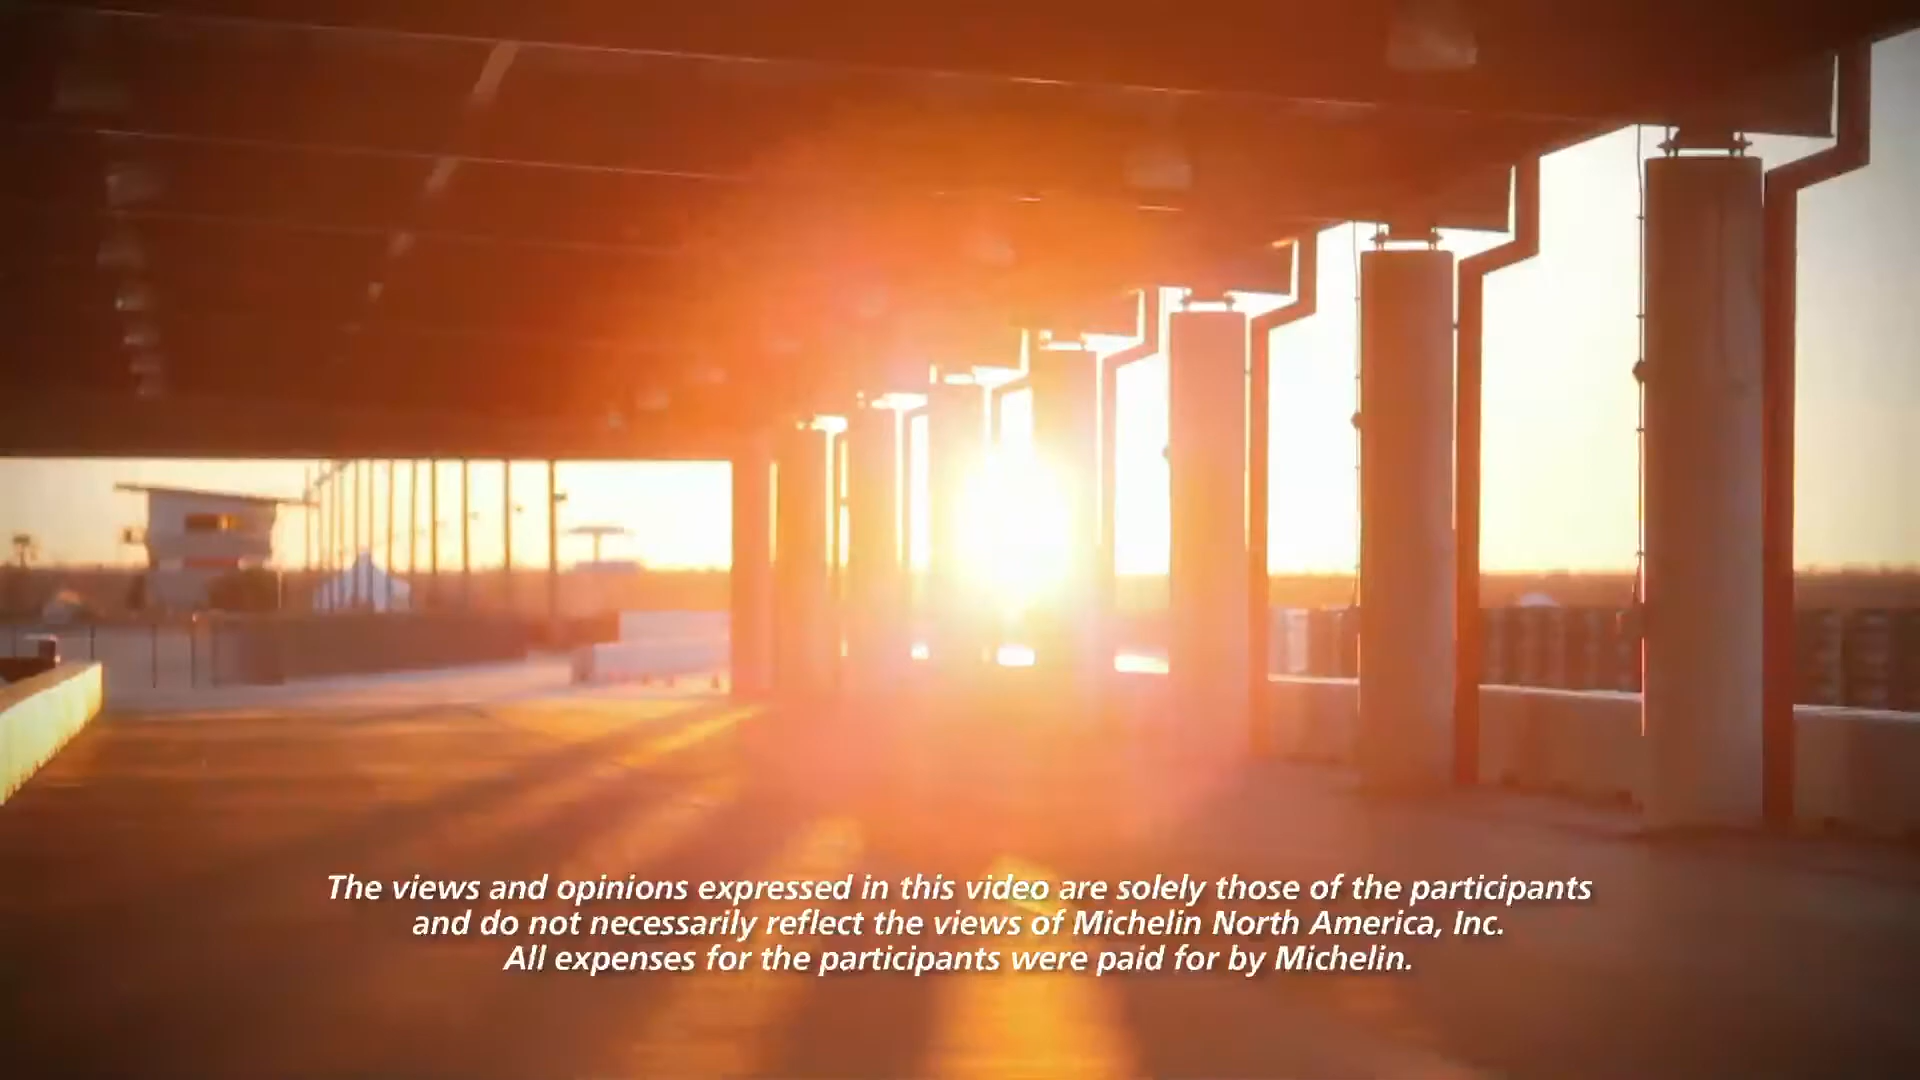 The views and opinions expressed in this video are solely those of the participants
and do not necessarily reflect the views of Michelin North America, Inc.
All expenses for the participants were paid for by Michelin.